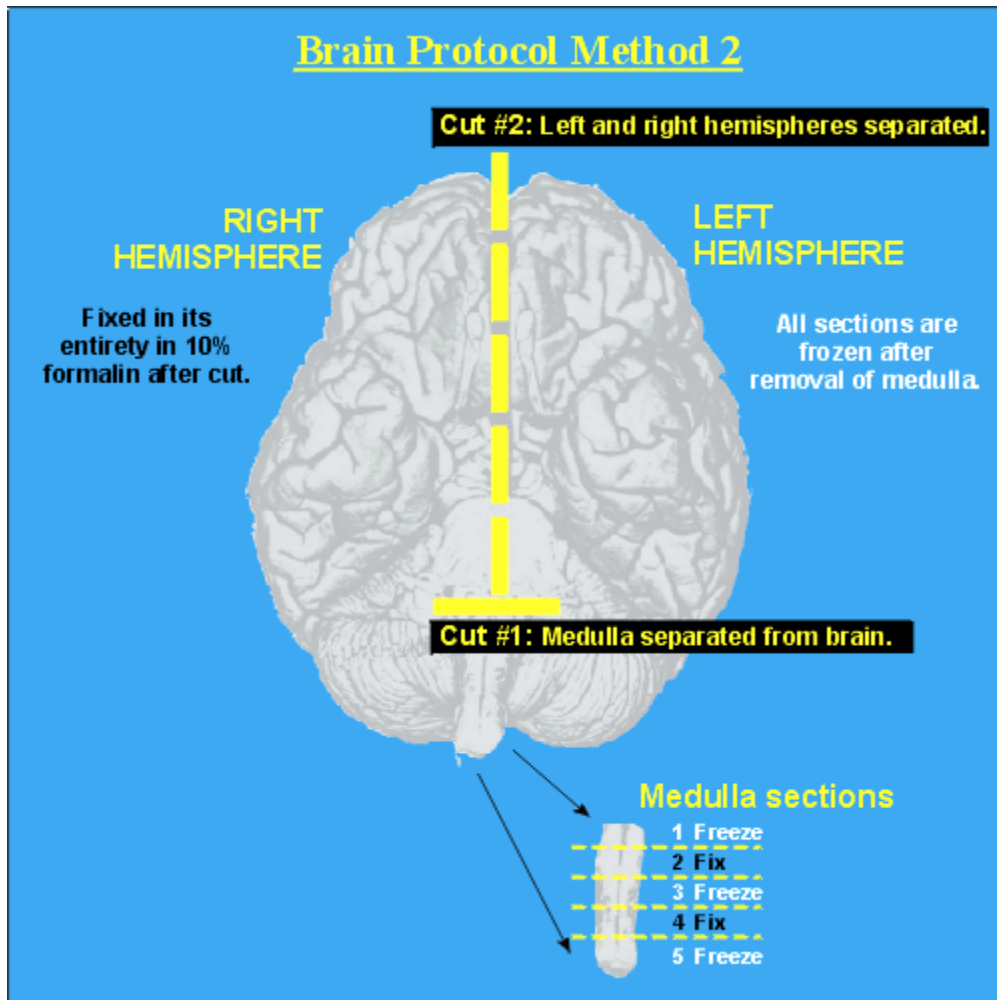 Brain Protocol Method 2
Cut #2: Left and right hemispheres separated.
RIGHT
HEMISPHERE
LEFT
HEMISPHERE
Fixed in its
entirety in 10%
formalin after cut.
All sections are
frozen after
removal of medulla.
Cut #1: Medulla separated from brain.
Medulla sections
1 Freeze
2 Fix
3 Freeze
4 Fix
5 Freeze